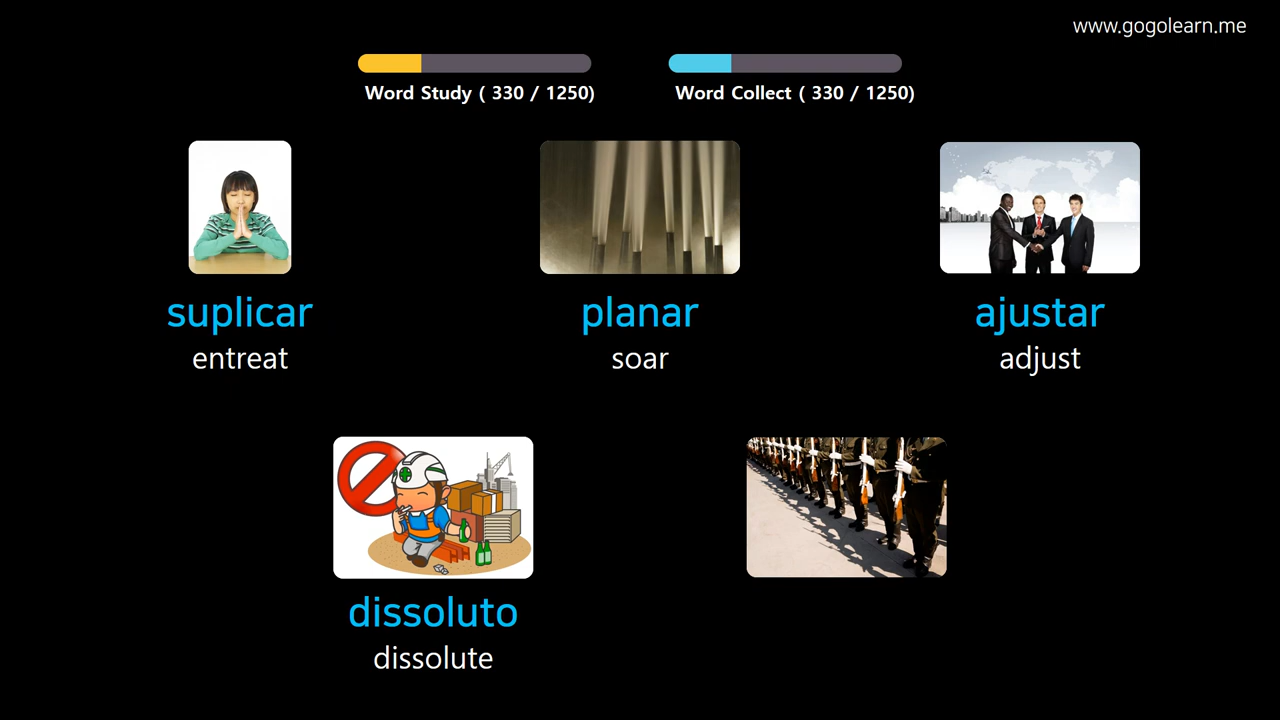 www.gogolearn.me
Word Study ( 330 / 1250)
Word Collect ( 330 / 1250)
suplicar
entreat
planar
soar
ajustar
adjust
dissoluto
dissolute